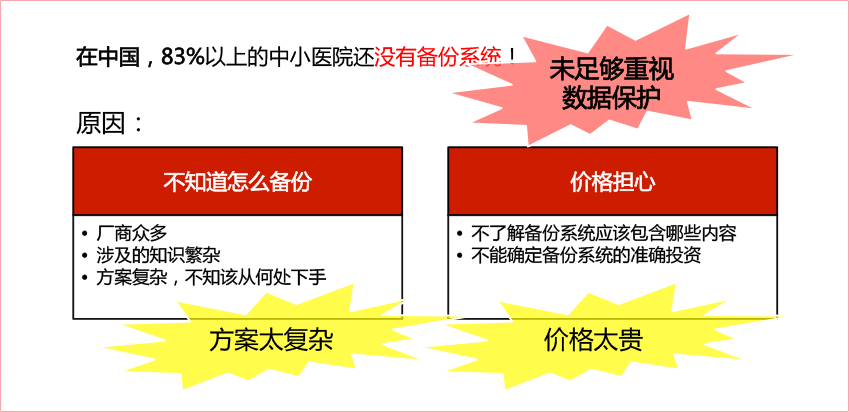 在中国，83%以上的中小医院还没有备份系统！
未足够重视
数据保护
原因：
不知道怎么备份
• 厂商众多
• 涉及的知识繁杂
• 方案复杂，不知该从何处下手
方案太复杂
价格担心
• 不了解备份系统应该包含哪些内容
• 不能确定备份系统的准确投资
价格太贵